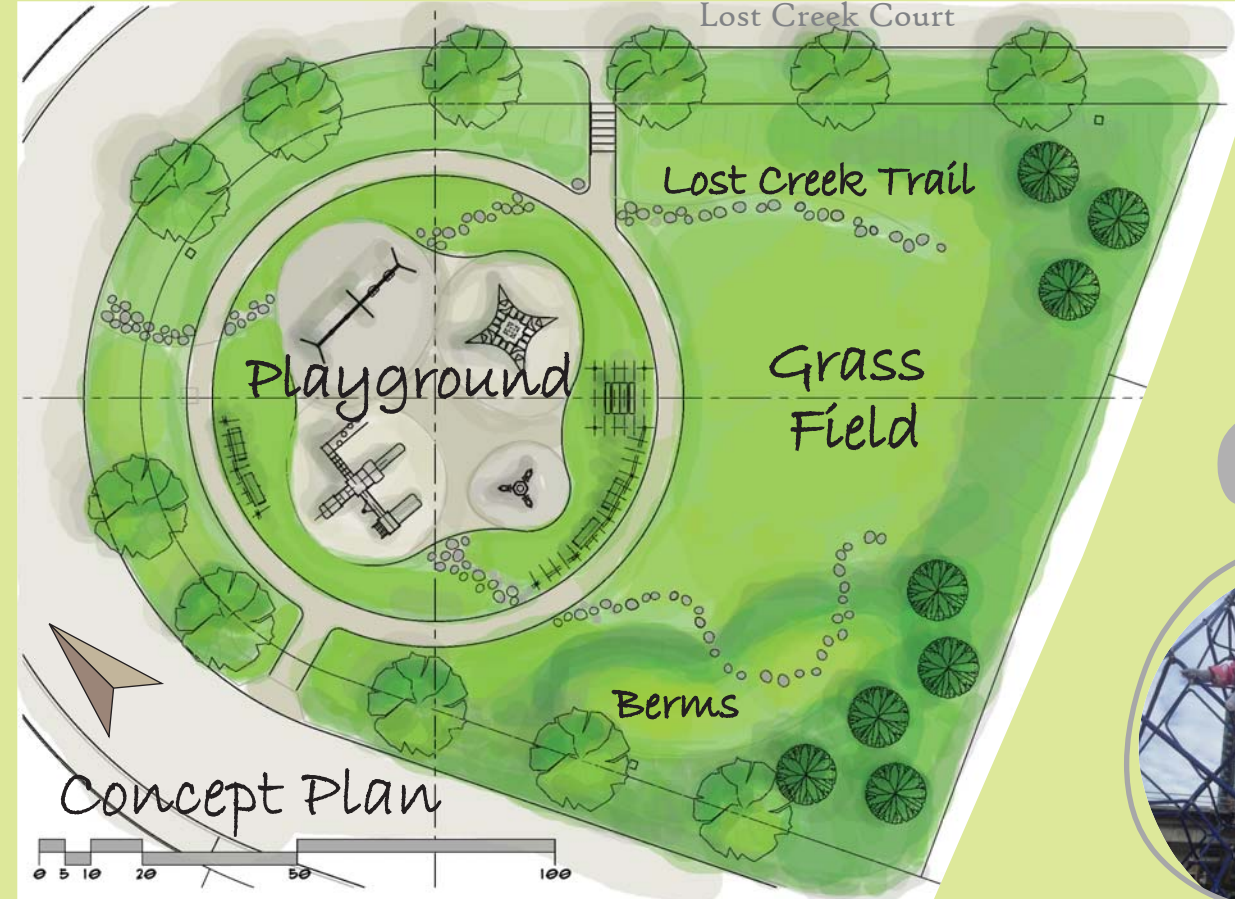 Lost Creek Court
Lost Creek Trail
Playground
Grass
Field
Berms
Concept Plan
0 5 10 20 50 100